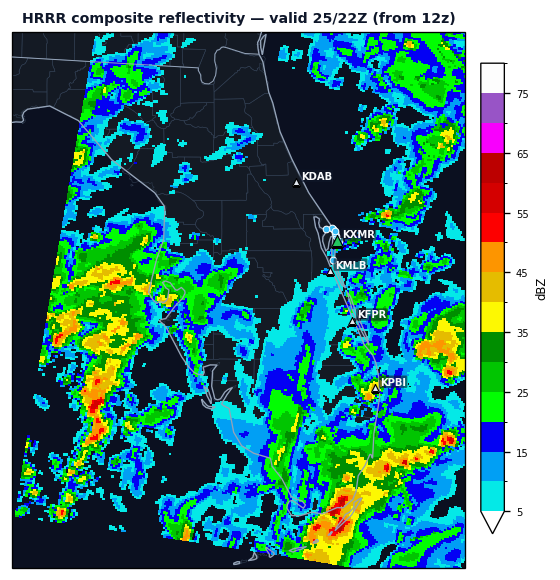 HRRR composite reflectivity — valid 25/22Z (from 12z)
KDAB
KXMR
KMLB
KFPR
KPBI
75
65
55
45
35
25
15
5
dBZ